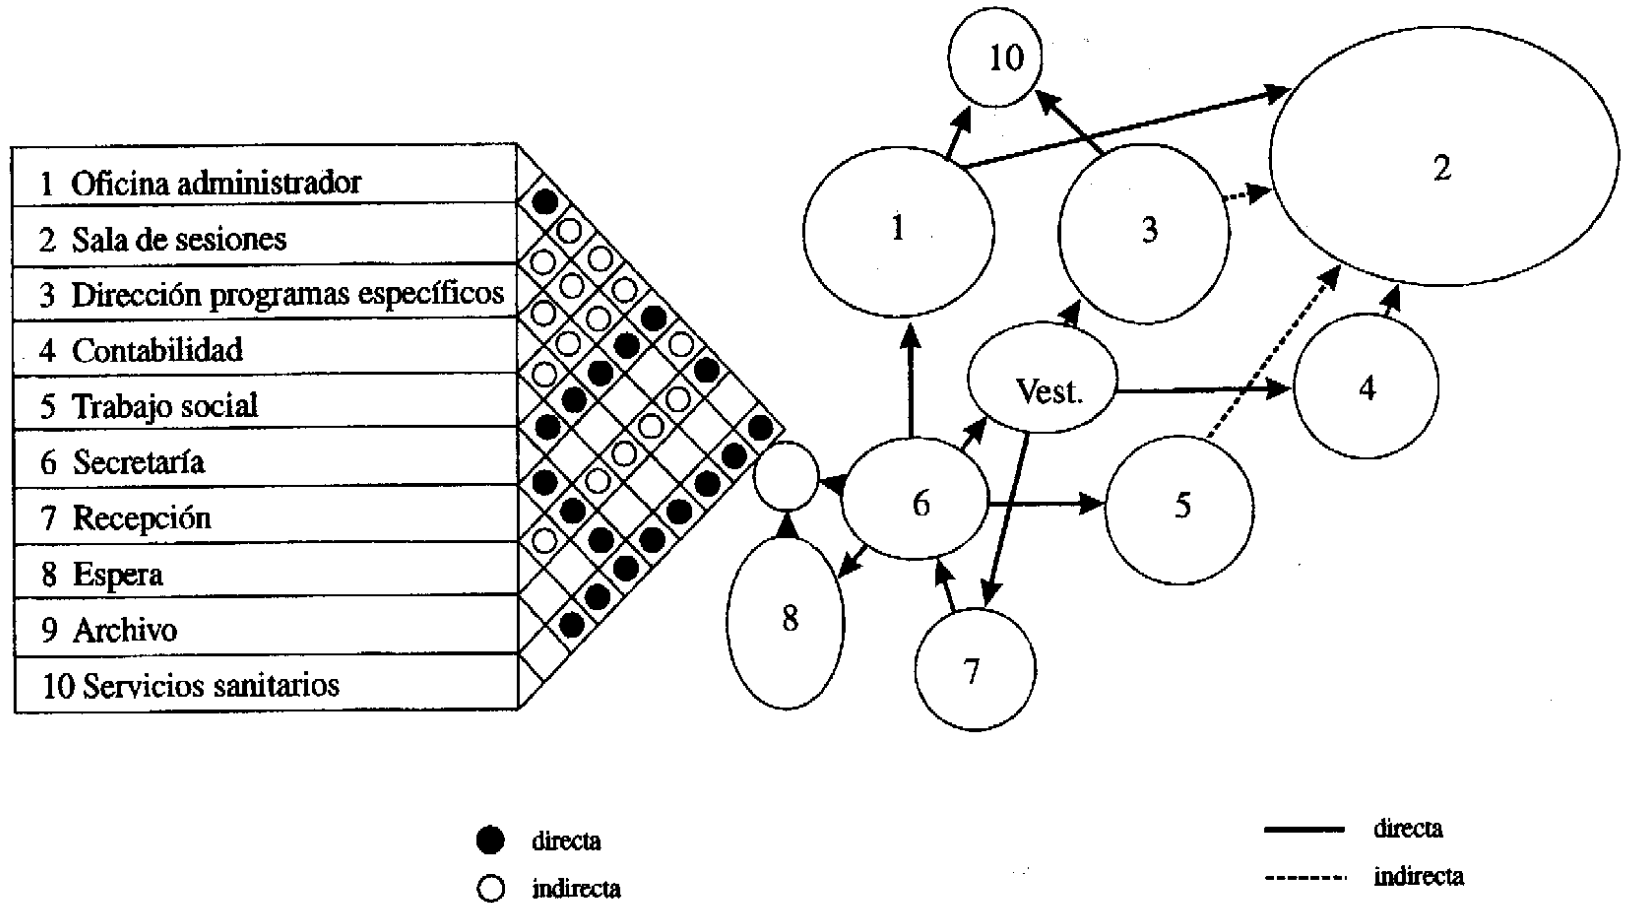 1 Oficina administrador
2 Sala de sesiones
3 Dirección programas específicos
4 Contabilidad
5 Trabajo social
6 Secretaría
7 Recepción
8 Espera
9 Archivo
10 Servicios sanitarios
directa
indirecta
10
2
1
3
Vest.
4
6
5
8
7
directa
indirecta